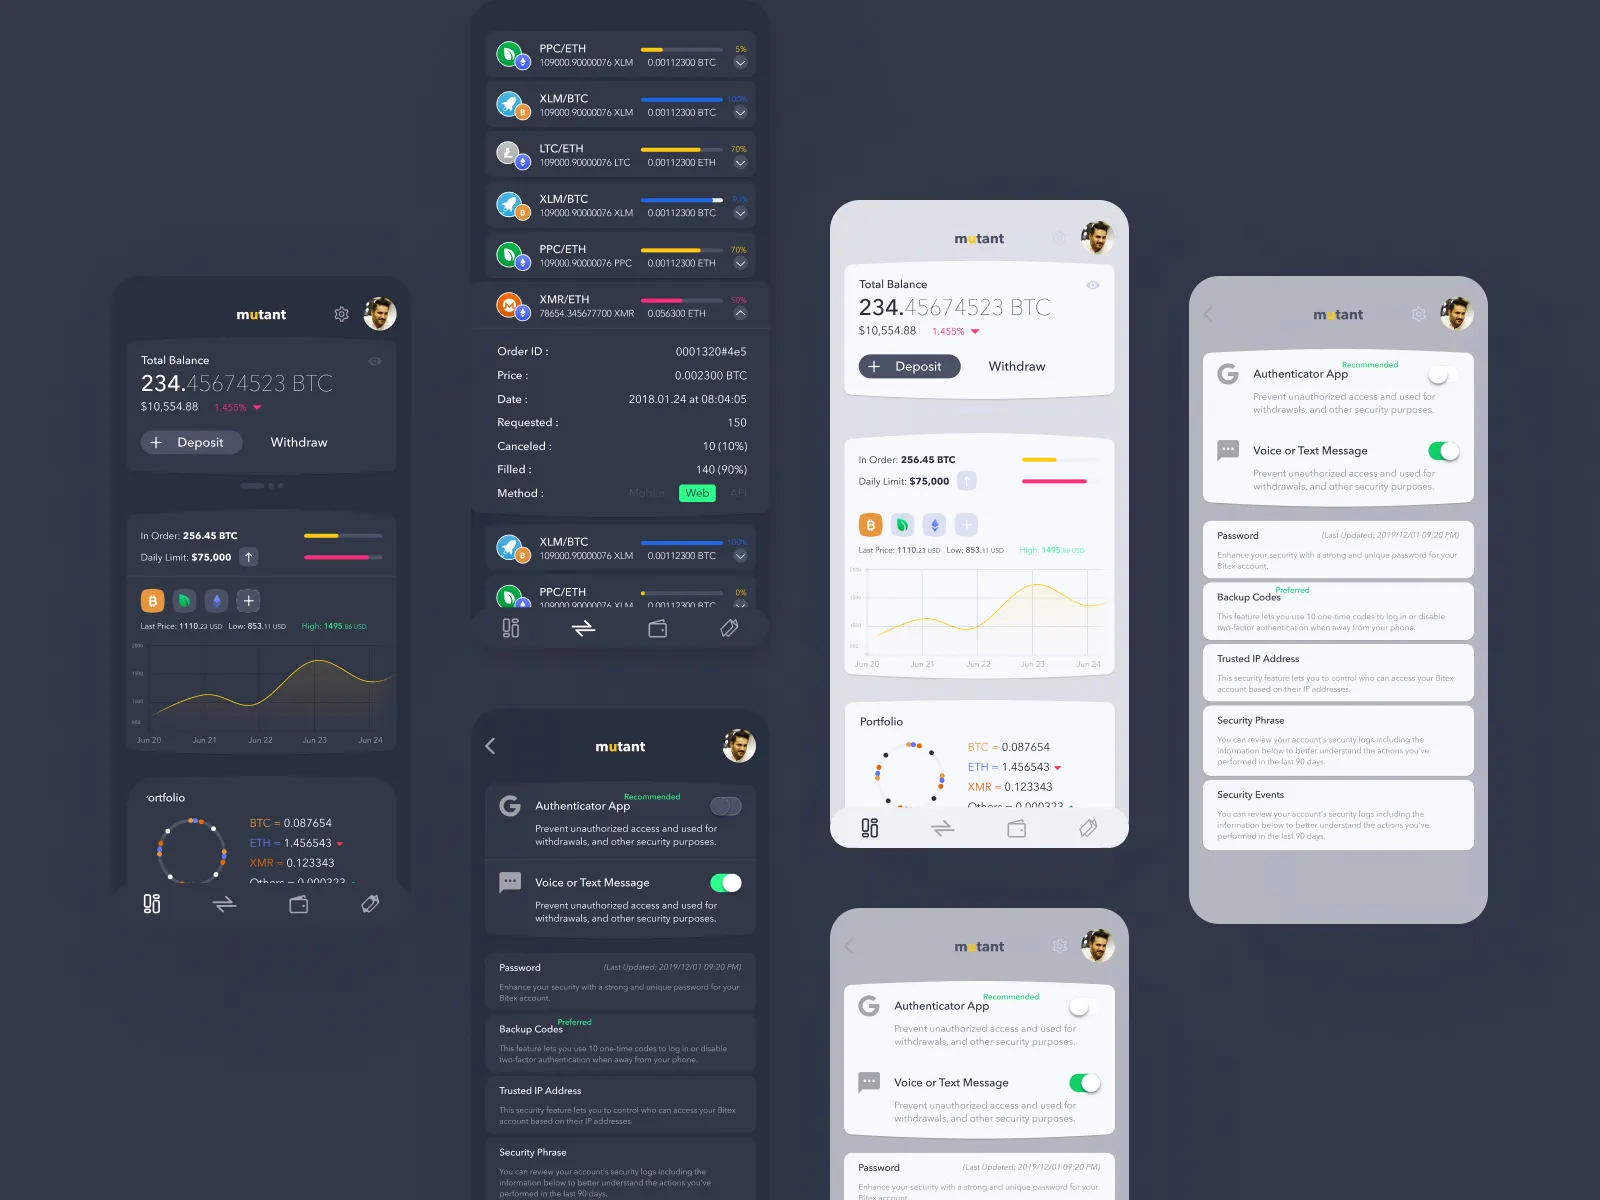 mutant
Total Balance
234.45674523 BTC
$10,554.88 1.455%
Deposit Withdraw
In Order: 256.45 BTC
Daily Limit: $75,000
Last Price: 1110.23 USD Low: 853.11 USD High: 1495.86 USD
Jun 20 Jun 21 Jun 22 Jun 23 Jun 24
ortfolio
BTC = 0.087654
ETH = 1.456543
XMR = 0.123343
Others = 0.000323
PPC/ETH 5%
109000.90000076 XLM 0.00112300 BTC
XLM/BTC 100%
109000.90000076 XLM 0.00112300 BTC
LTC/ETH 70%
109000.90000076 LTC 0.00112300 ETH
XLM/BTC 90%
109000.90000076 XLM 0.00112300 BTC
PPC/ETH 70%
109000.90000076 PPC 0.00112300 ETH
XMR/ETH 50%
78654.345677700 XMR 0.056300 ETH
Order ID : 0001320#4e5
Price : 0.002300 BTC
Date : 2018.01.24 at 08:04:05
Requested : 150
Canceled : 10 (10%)
Filled : 140 (90%)
Method : Mobile Web API
XLM/BTC 100%
109000.90000076 XLM 0.00112300 BTC
PPC/ETH 0%
109000.90000076 XLM 0.00112300 BTC
mutant
Recommended
Authenticator App
Prevent unauthorized access and used for
withdrawals, and other security purposes.
Voice or Text Message
Prevent unauthorized access and used for
withdrawals, and other security purposes.
Password (Last Updated: 2019/12/01 09:20 PM)
Enhance your security with a strong and unique password for your
Bitex account.
Preferred
Backup Codes
This feature lets you use 10 one-time codes to log in or disable
two-factor authentication when away from your phone.
Trusted IP Address
This security feature lets you to control who can access your Bitex
account based on their IP addresses.
Security Phrase
You can review your account's security logs including the
information below to better understand the actions you've
performed in the last 90 days.
mutant
Total Balance
234.45674523 BTC
$10,554.88 1.455%
Deposit Withdraw
In Order: 256.45 BTC
Daily Limit: $75,000
Last Price: 1110.23 USD Low: 853.11 USD High: 1495.86 USD
Jun 20 Jun 21 Jun 22 Jun 23 Jun 24
Portfolio
BTC = 0.087654
ETH = 1.456543
XMR = 0.123343
Others = 0.000323
mutant
Recommended
Authenticator App
Prevent unauthorized access and used for
withdrawals, and other security purposes.
Voice or Text Message
Prevent unauthorized access and used for
withdrawals, and other security purposes.
Password (Last Updated: 2019/12/01 09:20 PM)
Enhance your security with a strong and unique password for your
Bitex account.
mutant
Recommended
Authenticator App
Prevent unauthorized access and used for
withdrawals, and other security purposes.
Voice or Text Message
Prevent unauthorized access and used for
withdrawals, and other security purposes.
Password (Last Updated: 2019/12/01 09:20 PM)
Enhance your security with a strong and unique password for your
Bitex account.
Preferred
Backup Codes
This feature lets you use 10 one-time codes to log in or disable
two-factor authentication when away from your phone.
Trusted IP Address
This security feature lets you to control who can access your Bitex
account based on their IP addresses.
Security Phrase
You can review your account's security logs including the
information below to better understand the actions you've
performed in the last 90 days.
Security Events
You can review your account's security logs including the
information below to better understand the actions you've
performed in the last 90 days.